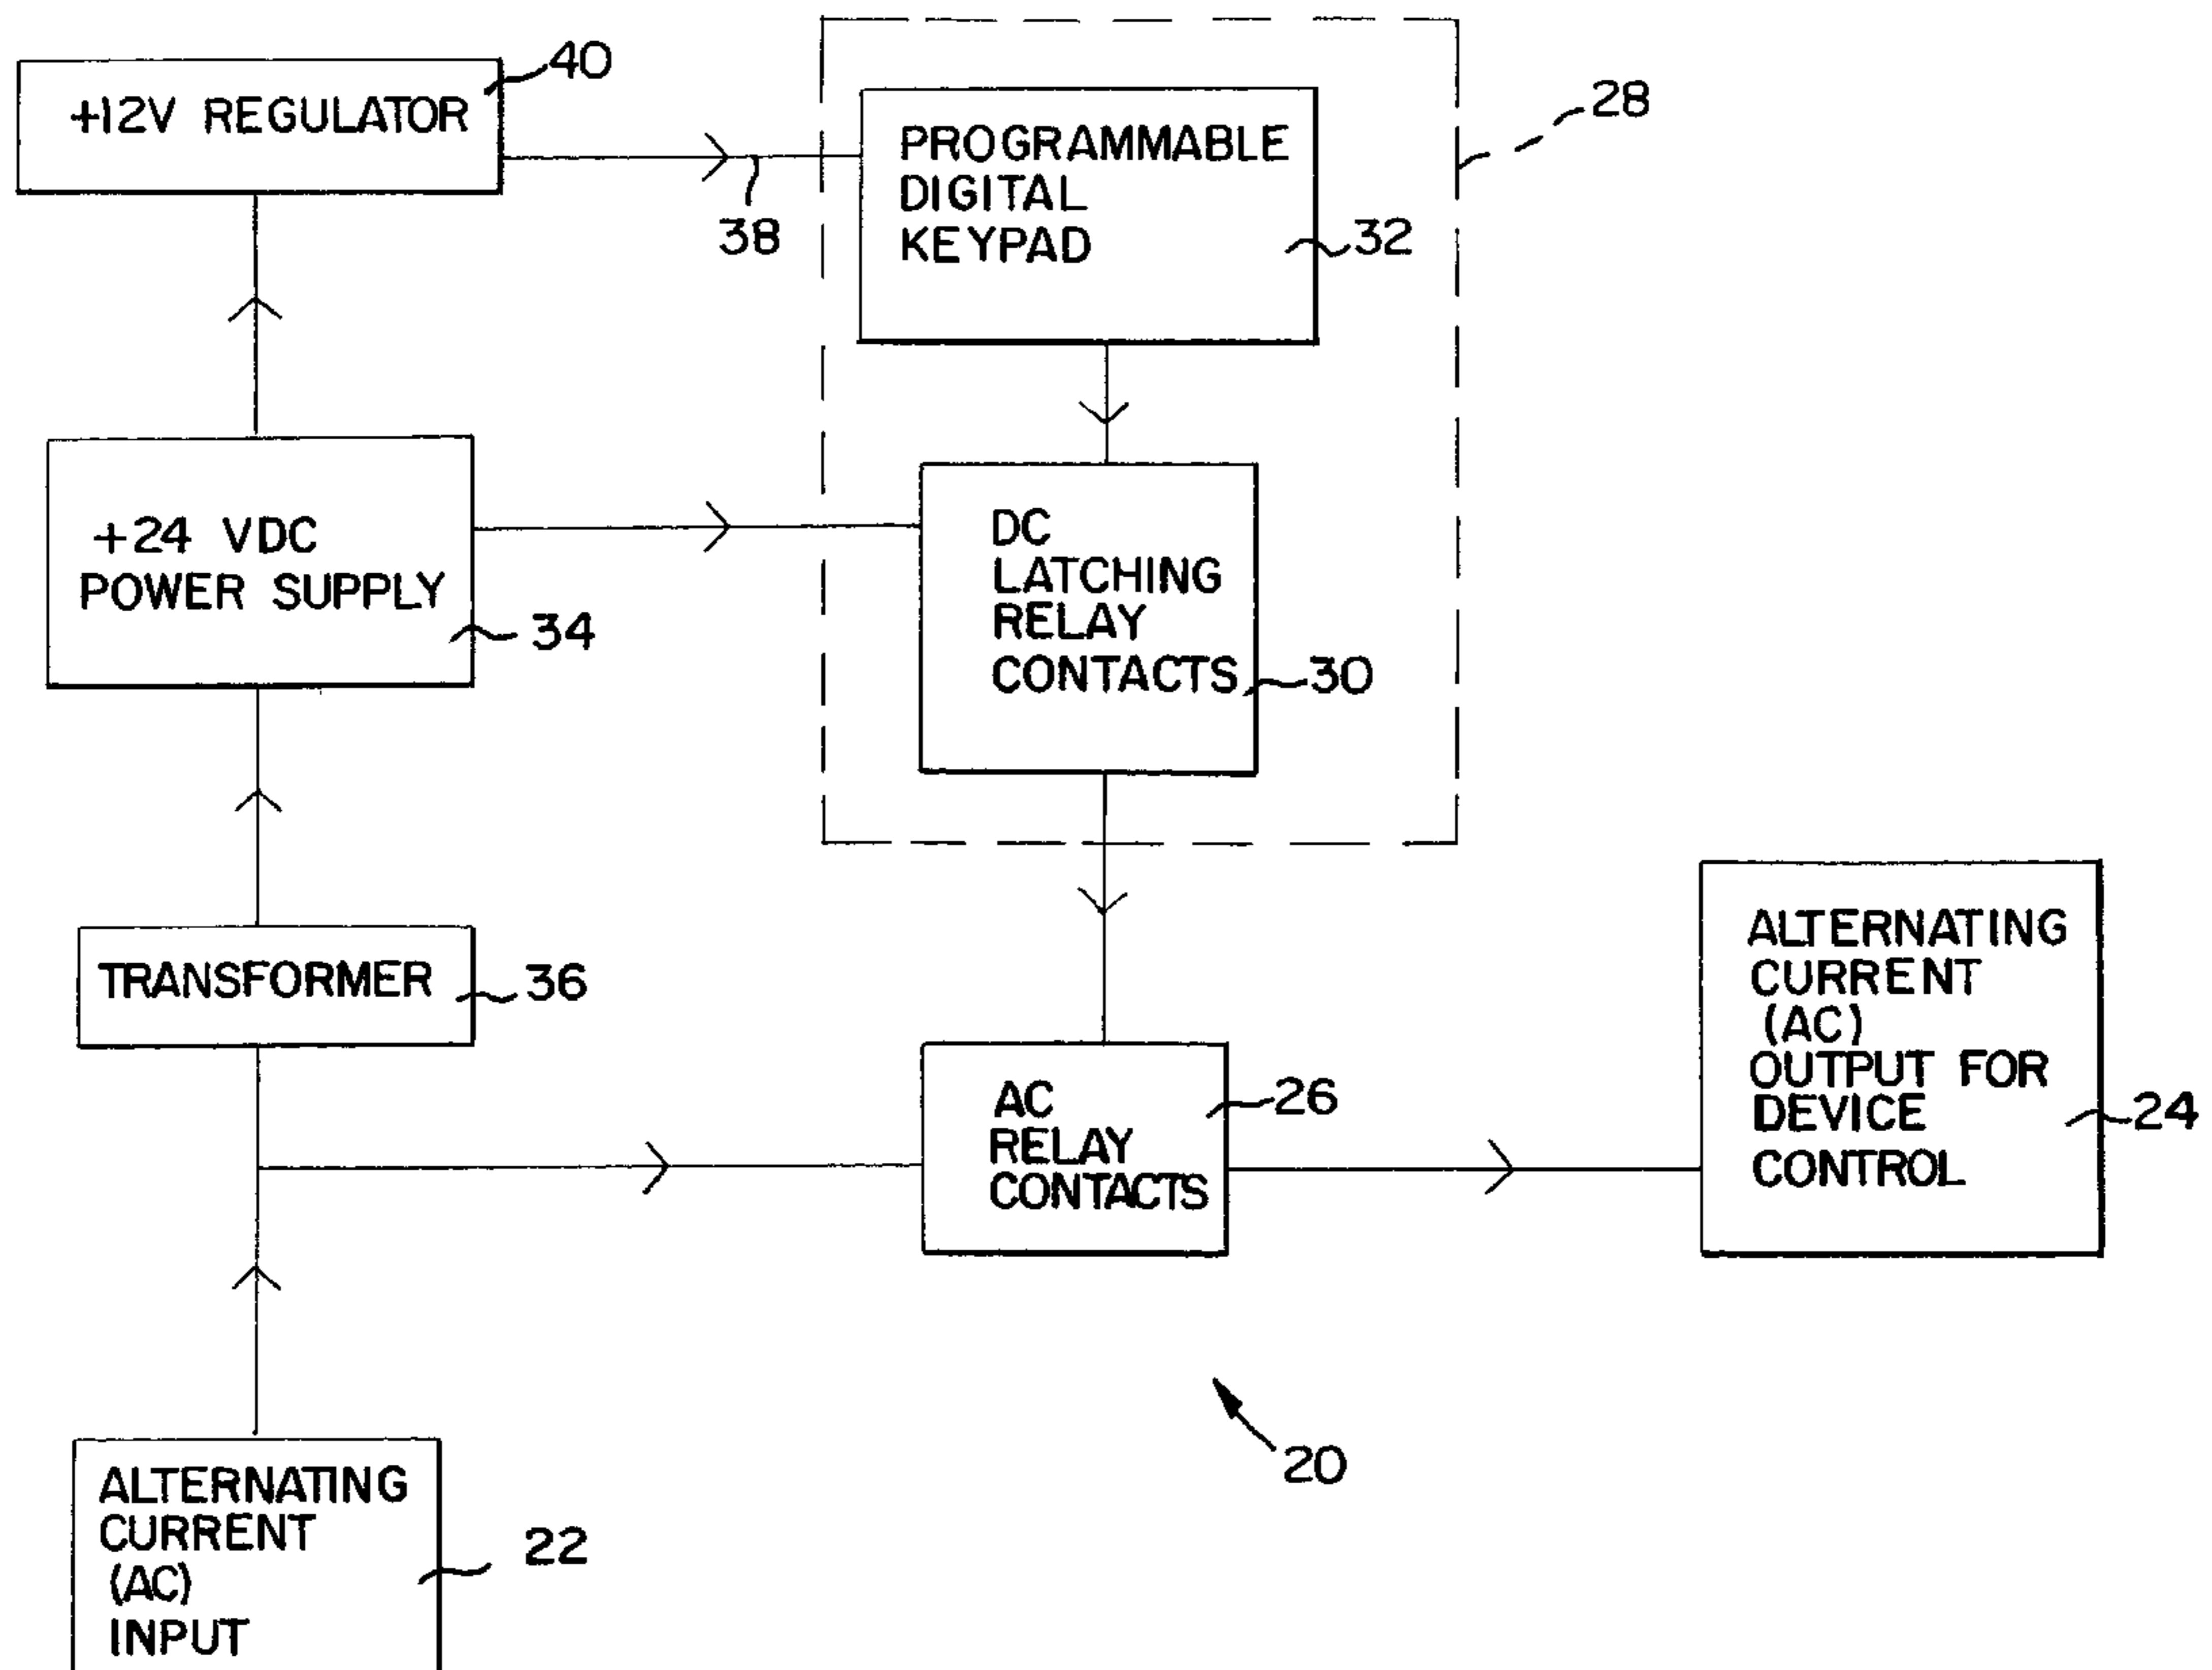 +12V REGULATOR
40
38
PROGRAMMABLE
DIGITAL
KEYPAD
32
28
+24 VDC
POWER SUPPLY
34
DC
LATCHING
RELAY
CONTACTS
30
TRANSFORMER
36
AC
RELAY
CONTACTS
26
ALTERNATING
CURRENT
(AC)
OUTPUT FOR
DEVICE
CONTROL
24
20
ALTERNATING
CURRENT
(AC)
INPUT
22